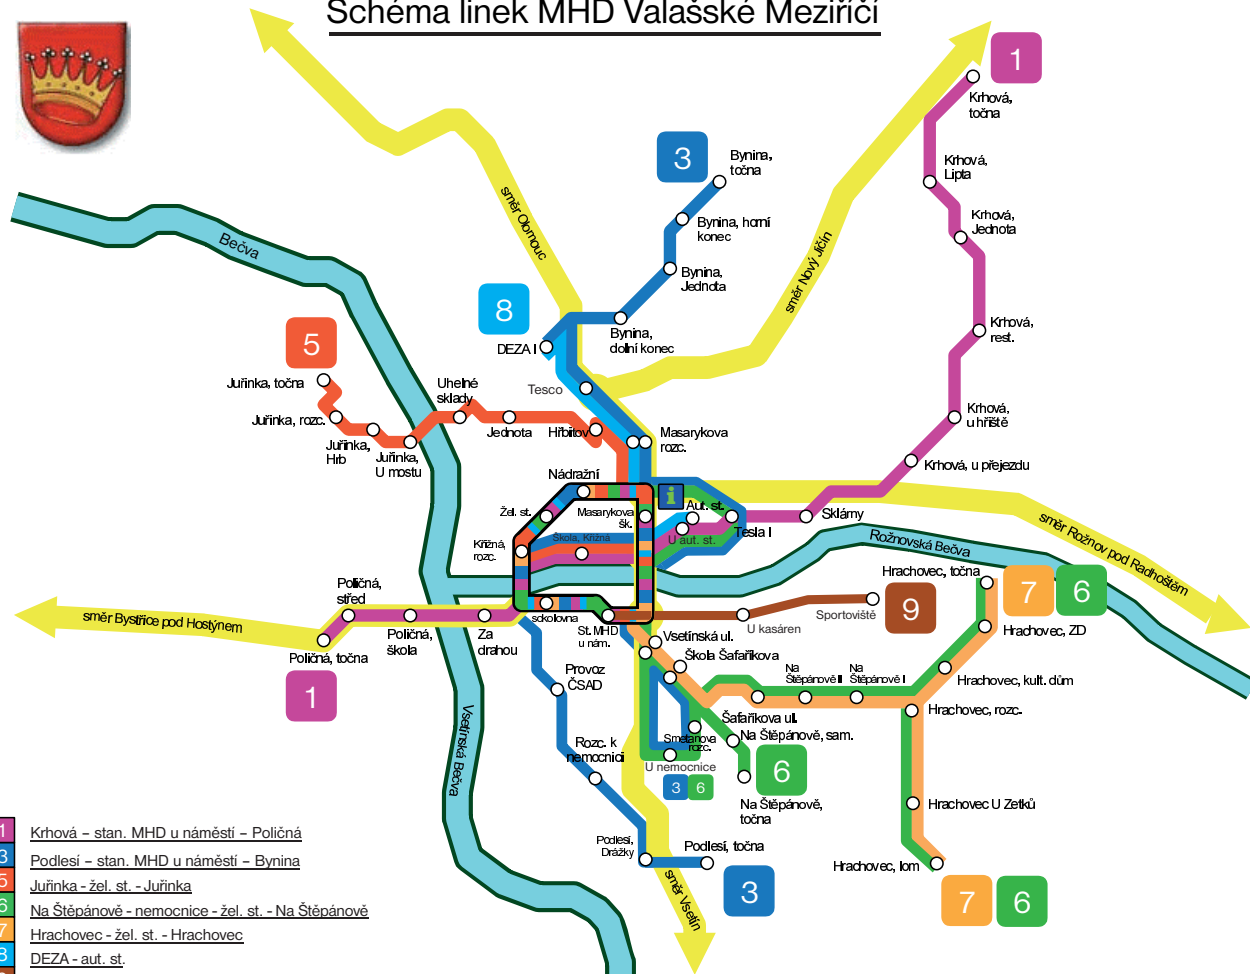 Schéma linek MHD Valašské Meziříčí
1
Krhová,
točna
3
Bynina,
točna
Krhová,
Lipta
směr Olomouc
Bynina, horní
konec
Krhová,
Jednota
Bečva
směr Nový Jičín
Bynina,
Jednota
8
5
DEZA I
Bynina,
dolní konec
Krhová,
rest.
Juřinka, točna
Uhelné
sklady
Tesco
Juřinka, rozc.
Jednota
Hřbitov
Masarykova
rozc.
Krhová,
u hřiště
Juřinka,
Hrb
Juřinka,
U mostu
Krhová, u přejezdu
Nádražní
i
Žel. st.
Masarykova
šk.
Aut. st.
Sklárny
směr Rožnov pod Radhoštěm
Tesla I
U aut. st.
Škola, Křižná
Křižná,
rozc.
Rožnovská Bečva
Hrachovec, točna
7
6
9
Poličná,
střed
směr Bystřice pod Hostýnem
sokolovna
St. MHD
u nám.
U kasáren
Sportoviště
Hrachovec, ZD
Poličná,
škola
Za
drahou
Vsetínská ul.
Poličná, točna
Škola Šafaříkova
Provoz
ČSAD
Na
Štěpánově II
Na
Štěpánově I
Hrachovec, kult. dům
1
Vsetínská Bečva
Šafaříkova ul.
Hrachovec, rozc.
Smetanova
rozc.
Na Štěpánově, sam.
Rozc. k
nemocnici
U nemocnice
6
3
6
Na Štěpánově,
točna
Hrachovec U Zetků
Podlesí,
Drážky
Podlesí, točna
Hrachovec, lom
směr Vsetín
3
7
6
1 Krhová – stan. MHD u náměstí – Poličná
3 Podlesí – stan. MHD u náměstí – Bynina
5 Juřinka - žel. st. - Juřinka
6 Na Štěpánově - nemocnice - žel. st. - Na Štěpánově
7 Hrachovec - žel. st. - Hrachovec
8 DEZA - aut. st.